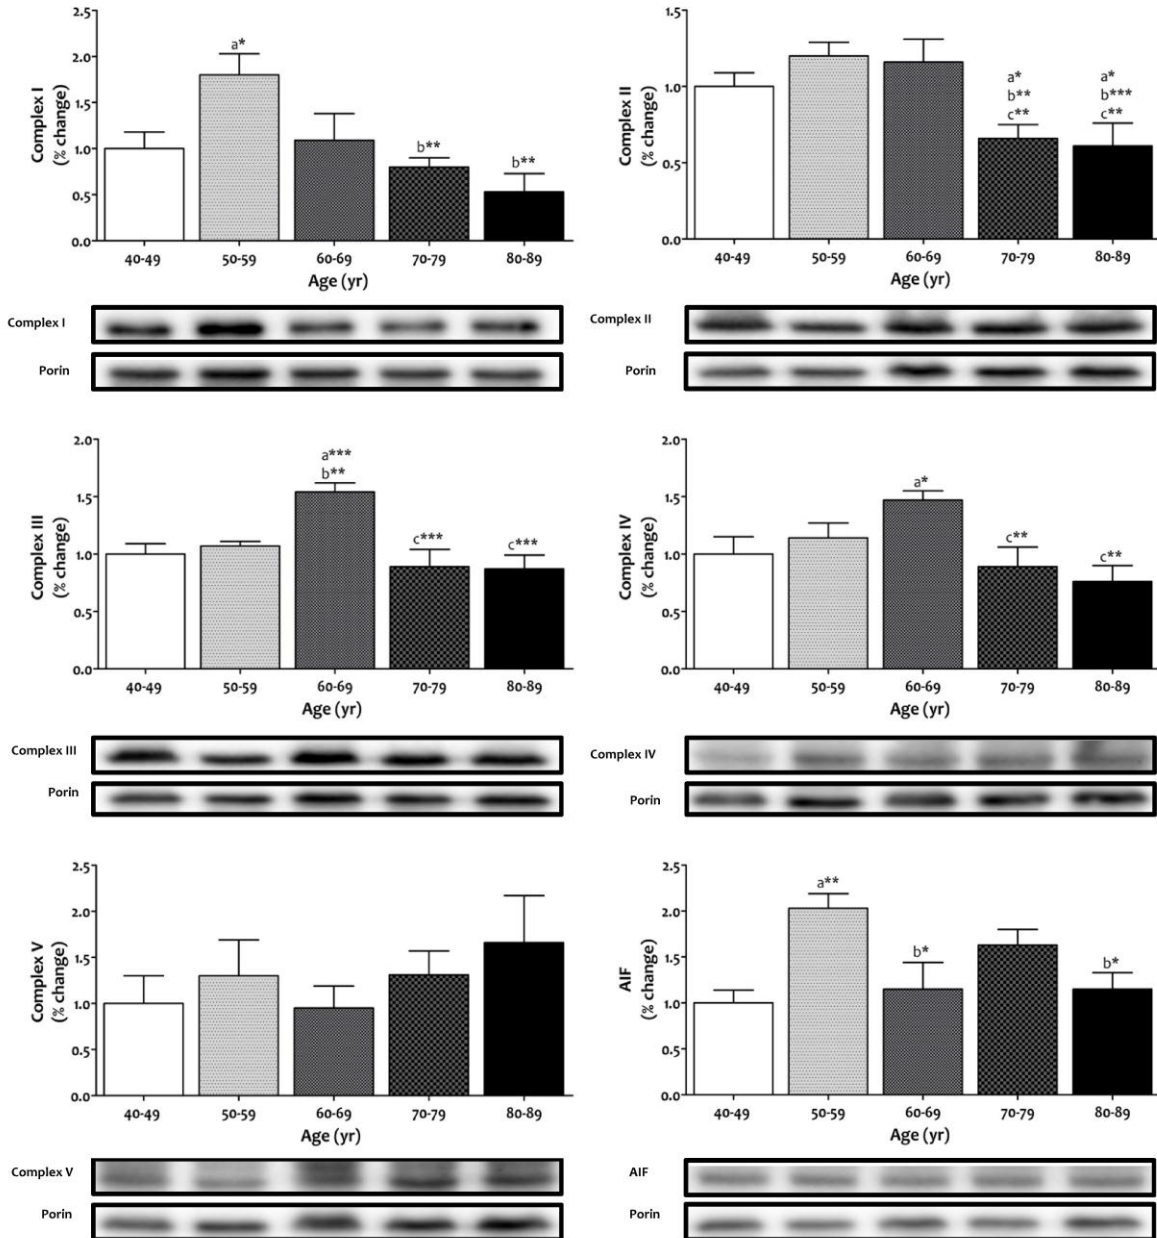 2.5
2.0
1.5
1.0
0.5
0.0
Complex I
(% change)
a*
b**
b**
40-49 50-59 60-69 70-79 80-89
Age (yr)
Complex I
Porin
1.5
1.0
0.5
0.0
Complex II
(% change)
a*
b**
c**
a*
b***
c**
40-49 50-59 60-69 70-79 80-89
Age (yr)
Complex II
Porin
2.0
1.5
1.0
0.5
0.0
Complex III
(% change)
a***
b**
c***
c***
40-49 50-59 60-69 70-79 80-89
Age (yr)
Complex III
Porin
2.0
1.5
1.0
0.5
0.0
Complex IV
(% change)
a*
c**
c**
40-49 50-59 60-69 70-79 80-89
Age (yr)
Complex IV
Porin
2.5
2.0
1.5
1.0
0.5
0.0
Complex V
(% change)
40-49 50-59 60-69 70-79 80-89
Age (yr)
Complex V
Porin
2.5
2.0
1.5
1.0
0.5
0.0
AIF
(% change)
a**
b*
b*
40-49 50-59 60-69 70-79 80-89
Age (yr)
AIF
Porin